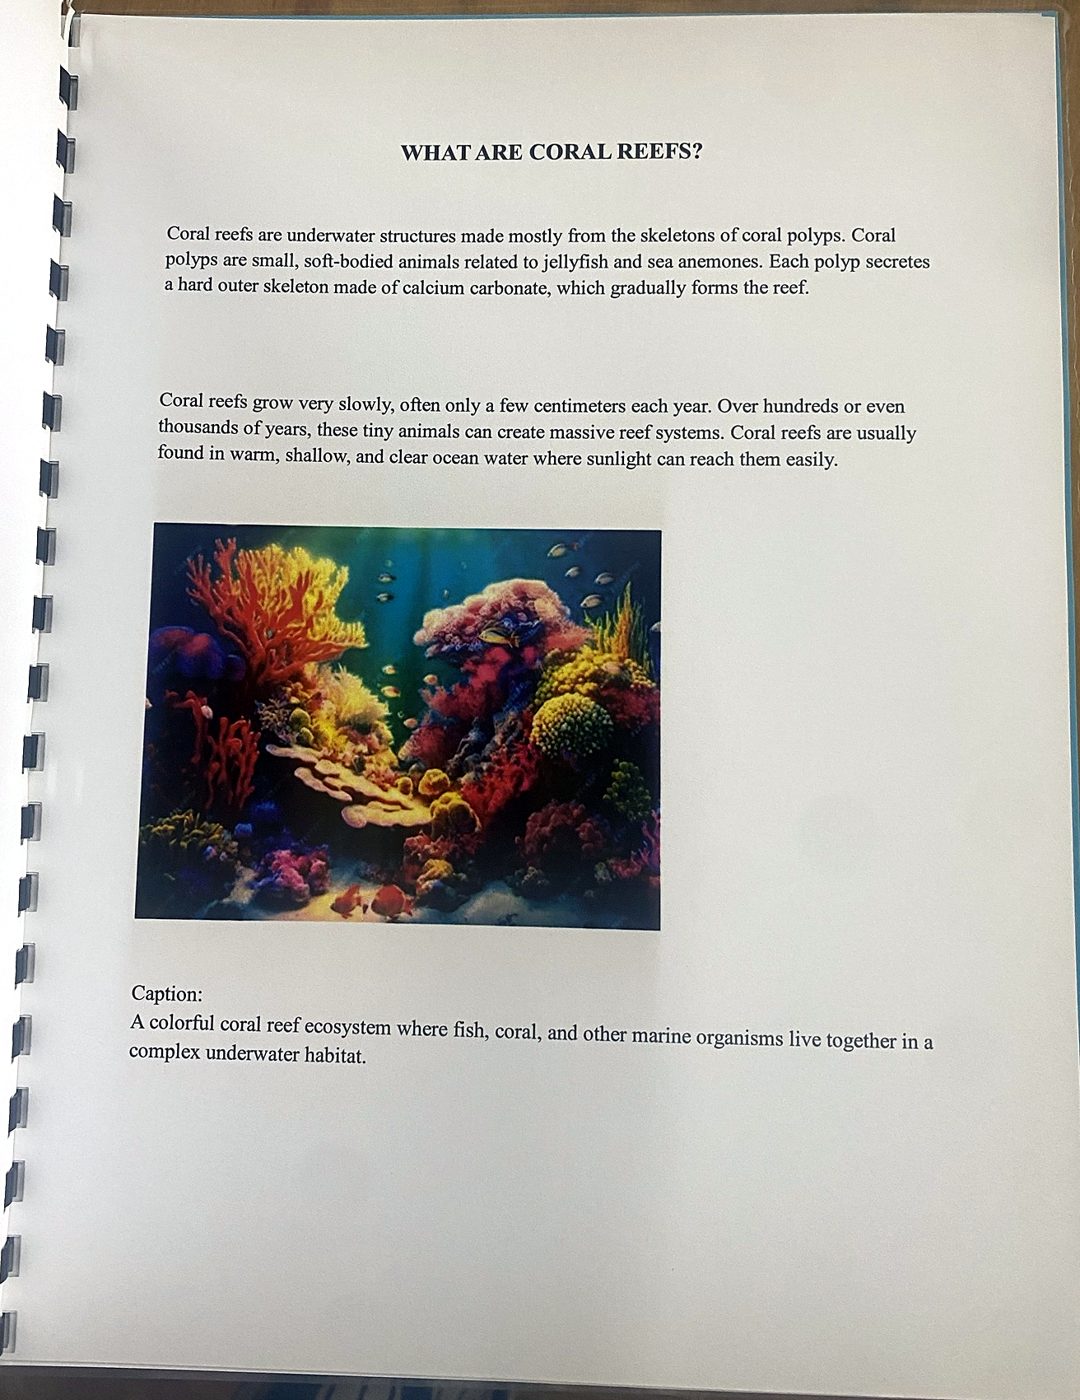 WHAT ARE CORAL REEFS?
Coral reefs are underwater structures made mostly from the skeletons of coral polyps. Coral
polyps are small, soft-bodied animals related to jellyfish and sea anemones. Each polyp secretes
a hard outer skeleton made of calcium carbonate, which gradually forms the reef.
Coral reefs grow very slowly, often only a few centimeters each year. Over hundreds or even
thousands of years, these tiny animals can create massive reef systems. Coral reefs are usually
found in warm, shallow, and clear ocean water where sunlight can reach them easily.
Caption:
A colorful coral reef ecosystem where fish, coral, and other marine organisms live together in a
complex underwater habitat.